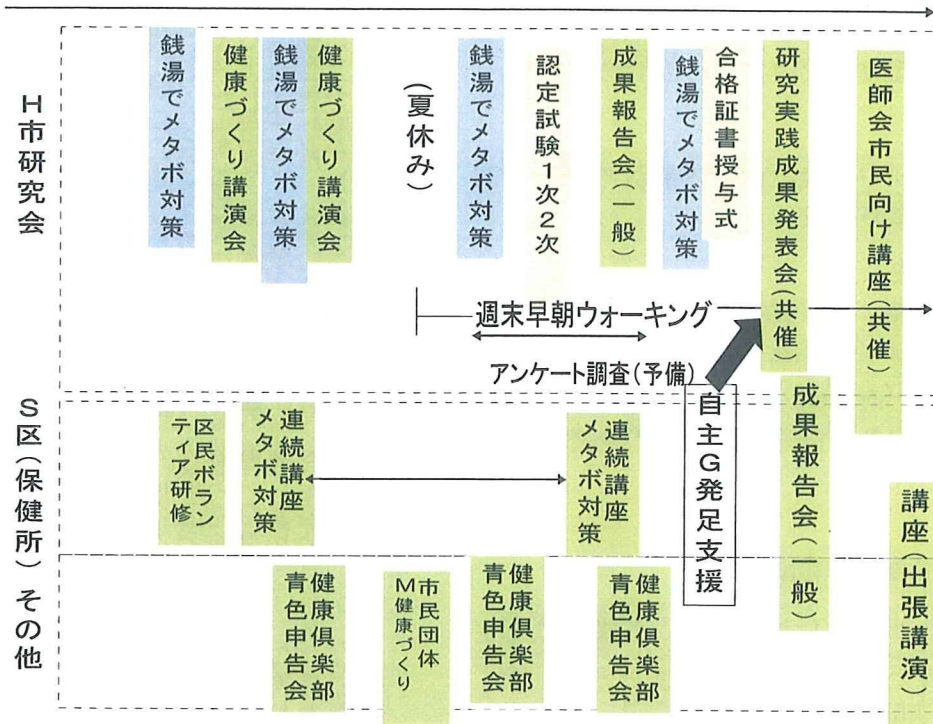 H市研究会
銭湯でメタボ対策
健康づくり講演会
銭湯でメタボ対策
健康づくり講演会
(夏休み)
銭湯でメタボ対策
認定試験1次2次
成果報告会(一般)
銭湯でメタボ対策
合格証書授与式
研究実践成果発表会(共催)
医師会市民向け講座(共催)
週末早朝ウォーキング
アンケート調査(予備)
S区(保健所)その他
区民ボラン
ティア研修
連続講座
メタボ対策
連続講座
メタボ対策
自主G発足支援
成果報告会(一般)
講座(出張講演)
健康倶楽部
青色申告会
市民団体
M健康づくり
健康倶楽部
青色申告会
健康倶楽部
青色申告会